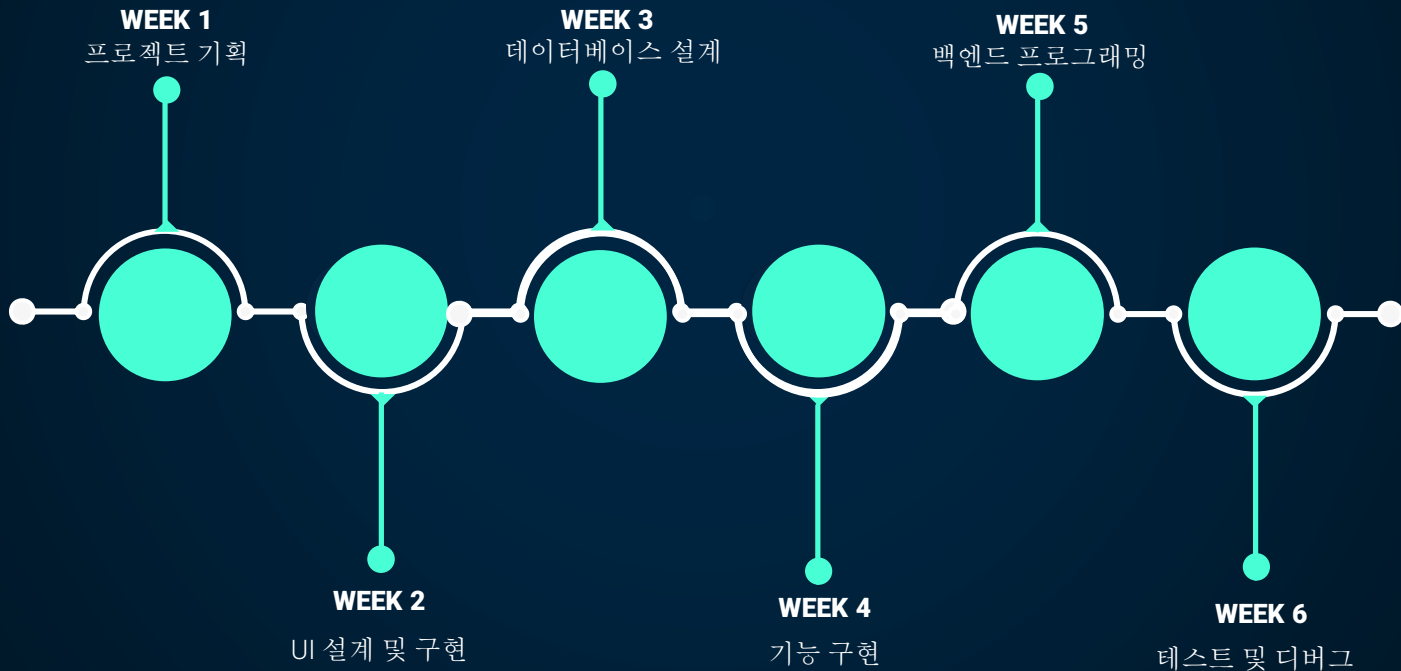 WEEK 1
프로젝트 기획
WEEK 2
UI 설계 및 구현
WEEK 3
데이터베이스 설계
WEEK 4
기능 구현
WEEK 5
백엔드 프로그래밍
WEEK 6
테스트 및 디버그